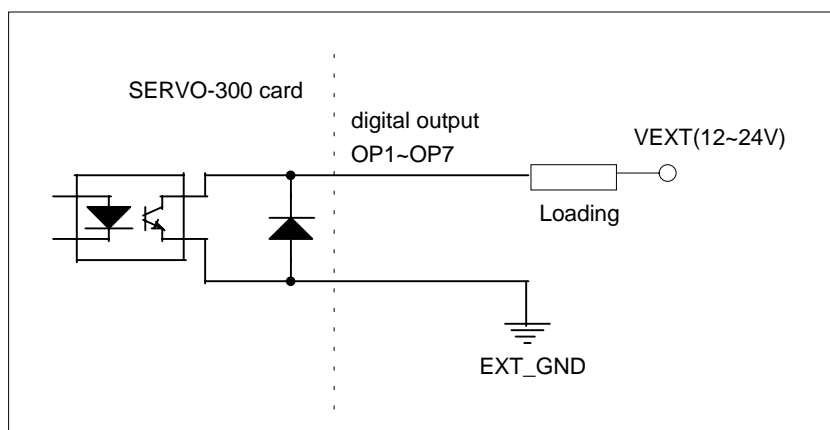 SERVO-300 card
digital output
OP1~OP7
VEXT(12~24V)
Loading
EXT_GND